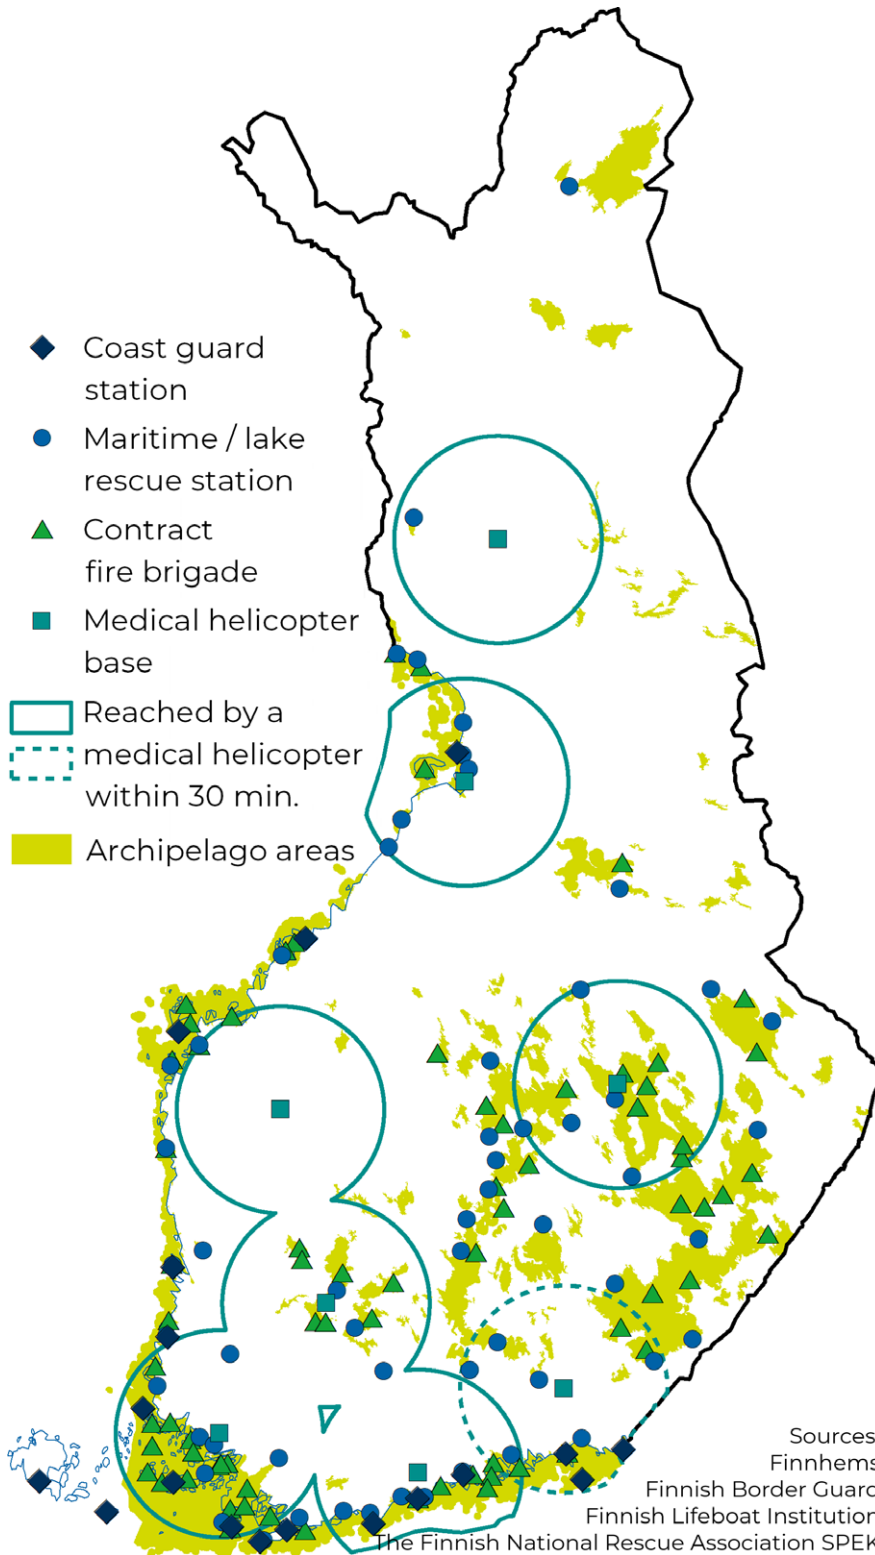 Coast guard
station
Maritime / lake
rescue station
Contract
fire brigade
Medical helicopter
base
Reached by a
medical helicopter
within 30 min.
Archipelago areas
Sources
Finnhems
Finnish Border Guard
Finnish Lifeboat Institution
The Finnish National Rescue Association SPEK